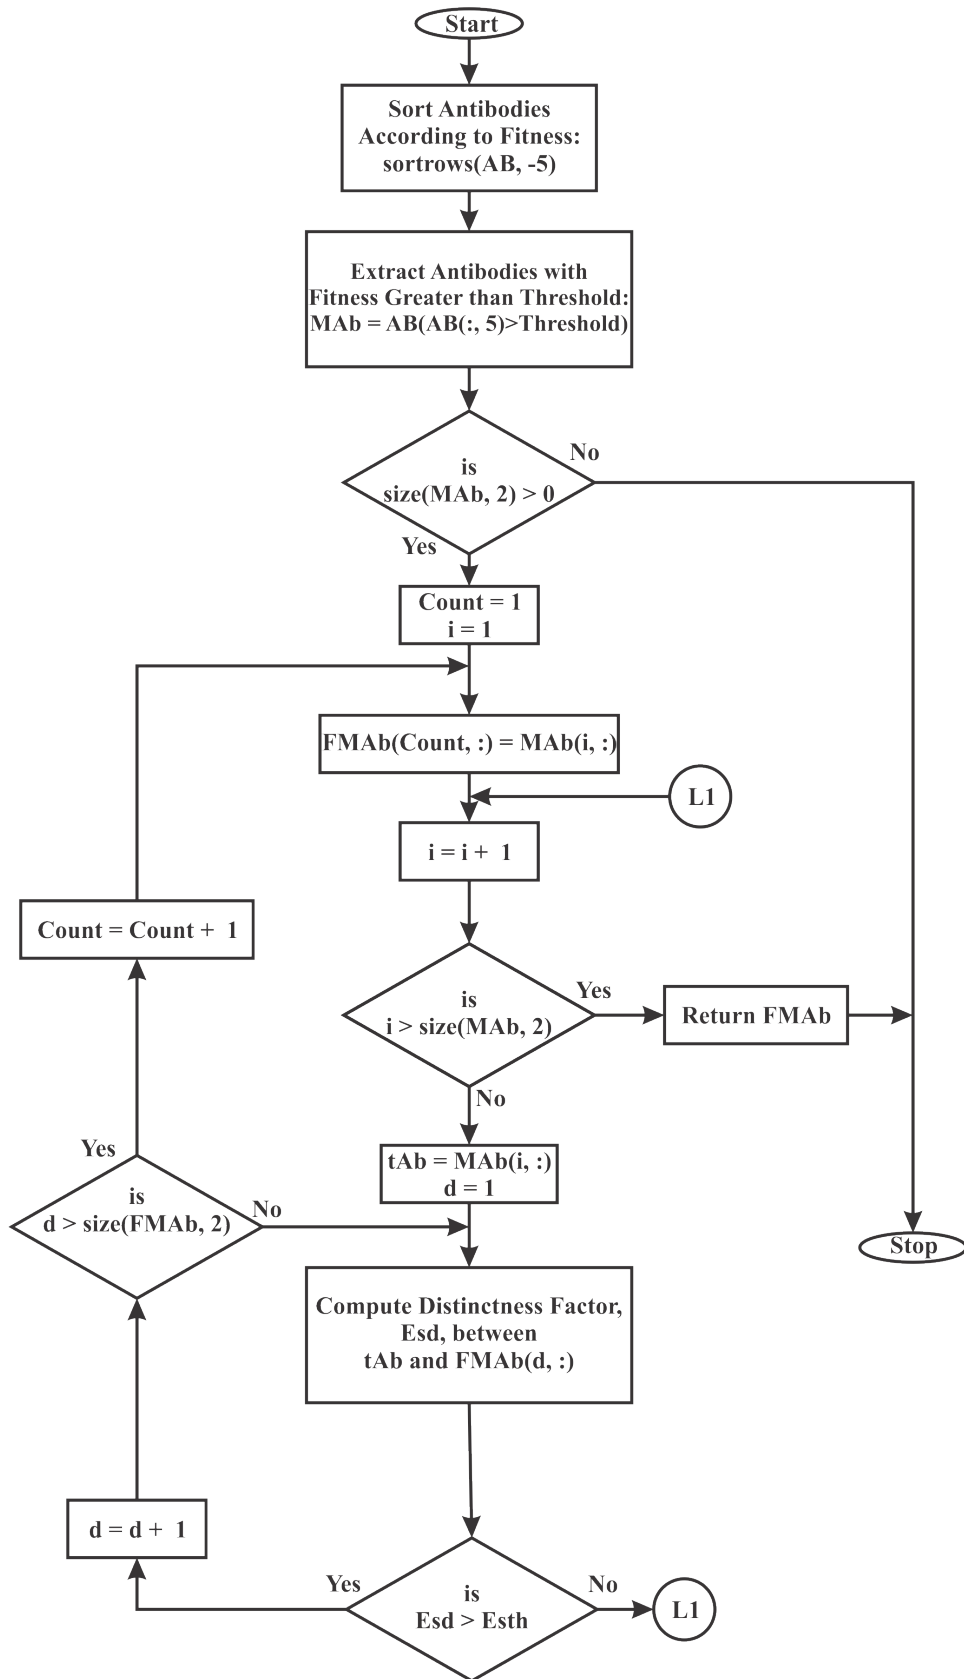 Start
Sort Antibodies
According to Fitness:
sortrows(AB, -5)
Extract Antibodies with
Fitness Greater than Threshold:
MAb = AB(AB(:, 5)>Threshold)
is
size(MAb, 2) > 0
No
Yes
Count = 1
i = 1
FMAb(Count, :) = MAb(i, :)
L1
i = i + 1
Count = Count + 1
is
i > size(MAb, 2)
Yes
Return FMAb
No
tAb = MAb(i, :)
d = 1
Yes
is
d > size(FMAb, 2)
No
Stop
Compute Distinctness Factor,
Esd, between
tAb and FMAb(d, :)
d = d + 1
Yes
is
Esd > Esth
No
L1